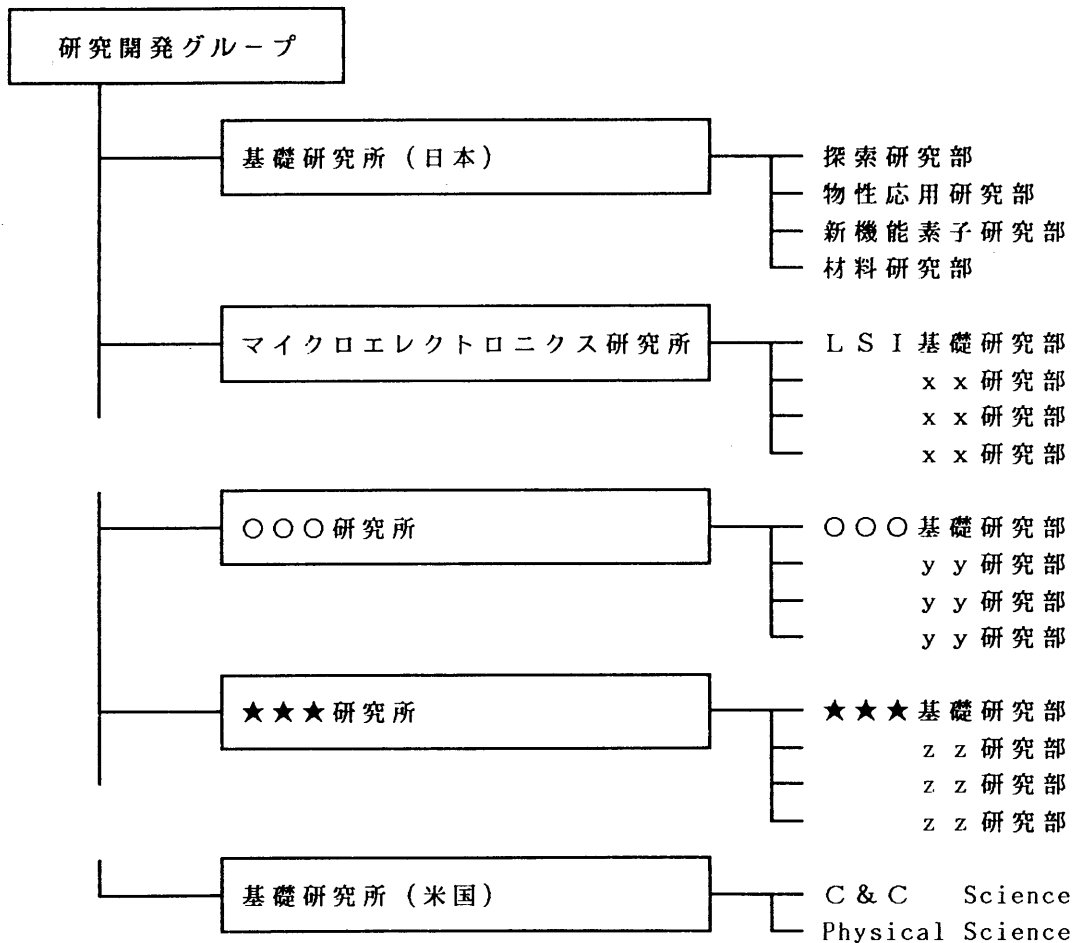 研究開発グループ
基礎研究所（日本）
探索研究部
物性応用研究部
新機能素子研究部
材料研究部
マイクロエレクトロニクス研究所
ＬＳＩ基礎研究部
ｘｘ研究部
ｘｘ研究部
ｘｘ研究部
○○○研究所
○○○基礎研究部
ｙｙ研究部
ｙｙ研究部
ｙｙ研究部
★★★研究所
★★★基礎研究部
ｚｚ研究部
ｚｚ研究部
ｚｚ研究部
基礎研究所（米国）
Ｃ＆Ｃ Science
Physical Science